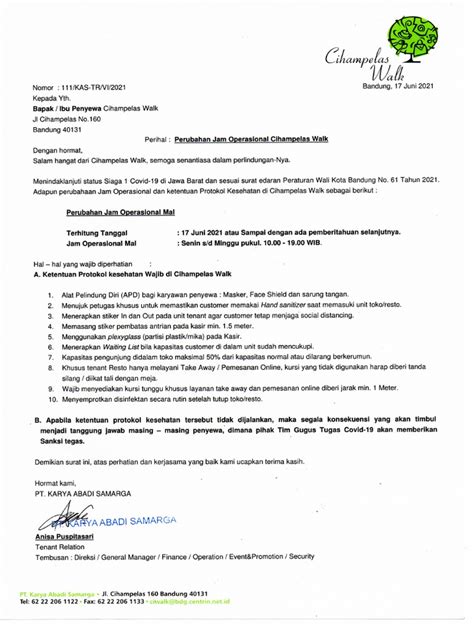 Cihampelas
Walk
Bandung, 17 Juni 2021
Nomor : 111/KAS-TR/VI/2021
Kepada Yth.
Bapak / Ibu Penyewa Cihampelas Walk
Jl Cihampelas No.160
Bandung 40131
Perihal : Perubahan Jam Operasional Cihampelas Walk
Dengan hormat,
Salam hangat dari Cihampelas Walk, semoga senantiasa dalam perlindungan-Nya.
Menindaklanjuti status Siaga 1 Covid-19 di Jawa Barat dan sesuai surat edaran Peraturan Wali Kota Bandung No. 61 Tahun 2021.
Adapun perubahaan Jam Operasional dan ketentuan Protokol Kesehatan di Cihampelas Walk sebagai berikut :
Perubahan Jam Operasional Mal
Terhitung Tanggal : 17 Juni 2021 atau Sampai dengan ada pemberitahuan selanjutnya.
Jam Operasional Mal : Senin s/d Minggu pukul. 10.00 - 19.00 WIB.
Hal – hal yang wajib diperhatikan :
A. Ketentuan Protokol kesehatan Wajib di Cihampelas Walk
1. Alat Pelindung Diri (APD) bagi karyawan penyewa : Masker, Face Shield dan sarung tangan.
2. Menujuk petugas khusus untuk memastikan customer memakai Hand sanitizer saat memasuki unit toko/resto.
3. Menerapkan stiker In dan Out pada unit tenant agar customer tetap menjaga social distancing.
4. Memasang stiker pembatas antrian pada kasir min. 1.5 meter.
5. Menggunakan plexyglass (partisi plastik/mika) pada Kasir.
6. Menerapkan Waiting List bila kapasitas customer di dalam unit sudah mencukupi.
7. Kapasitas pengunjung didalam toko maksimal 50% dari kapasitas normal atau dilarang berkerumun.
8. Khusus tenant Resto hanya melayani Take Away / Pemesanan Online, kursi yang tidak digunakan harap diberi tanda
silang / diikat tali dengan meja.
9. Wajib menyediakan kursi tunggu khusus layanan take away dan pemesanan online diberi jarak min. 1 Meter.
10. Menyemprotkan disinfektan secara rutin setelah tutup toko/resto.
B. Apabila ketentuan protokol kesehatan tersebut tidak dijalankan, maka segala konsekuensi yang akan timbul
menjadi tanggung jawab masing – masing penyewa, dimana pihak Tim Gugus Tugas Covid-19 akan memberikan
Sanksi tegas.
Demikian surat ini, atas perhatian dan kerjasama yang baik kami ucapkan terima kasih.
Hormat kami,
PT. KARYA ABADI SAMARGA
PT. KARYA ABADI SAMARGA
Anisa Puspitasari
Tenant Relation
Tembusan : Direksi / General Manager / Finance / Operation / Event&Promotion / Security
PT. Karya Abadi Samarga • Jl. Cihampelas 160 Bandung 40131
Tel: 62 22 206 1122 • Fax: 62 22 206 1133 • ciwalk@bdg.centrin.net.id